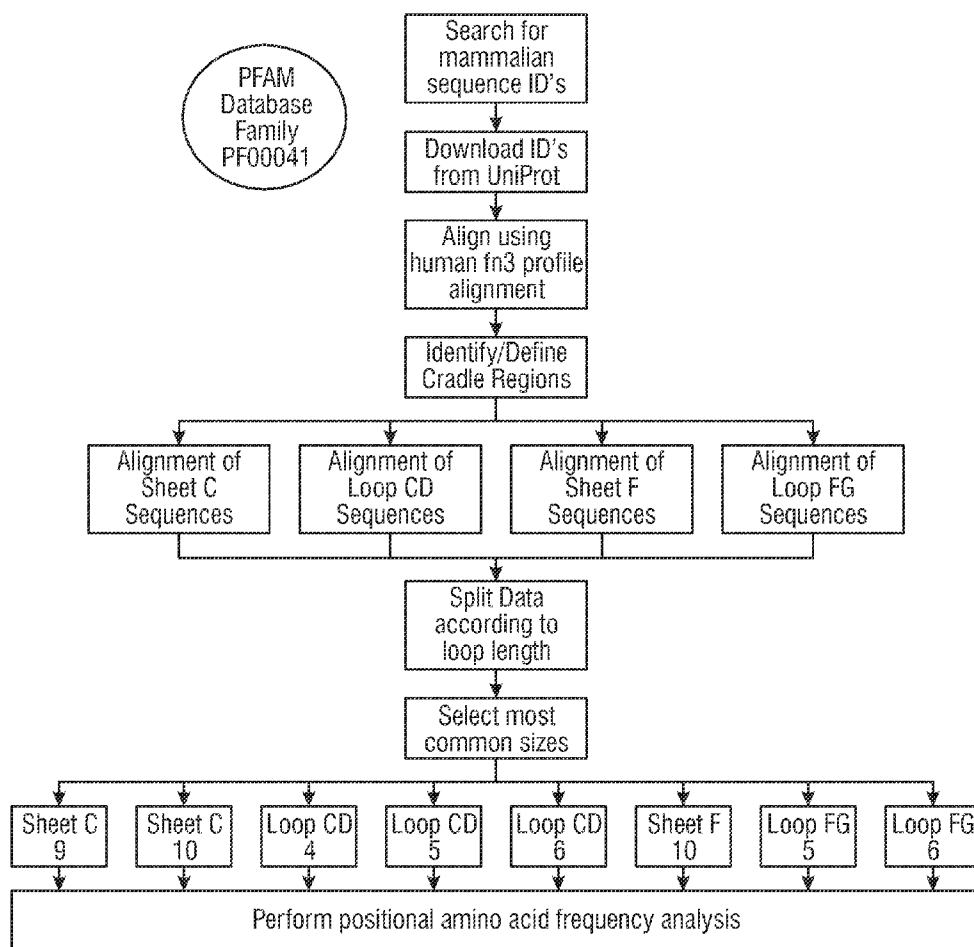 PFAM
Database
Family
PF00041
Search for
mammalian
sequence ID's
Download ID's
from UniProt
Align using
human fn3 profile
alignment
Identify/Define
Cradle Regions
Alignment of
Sheet C
Sequences
Alignment of
Loop CD
Sequences
Alignment of
Sheet F
Sequences
Alignment of
Loop FG
Sequences
Split Data
according to
loop length
Select most
common sizes
Sheet C
9
Sheet C
10
Loop CD
4
Loop CD
5
Loop CD
6
Sheet F
10
Loop FG
5
Loop FG
6
Perform positional amino acid frequency analysis